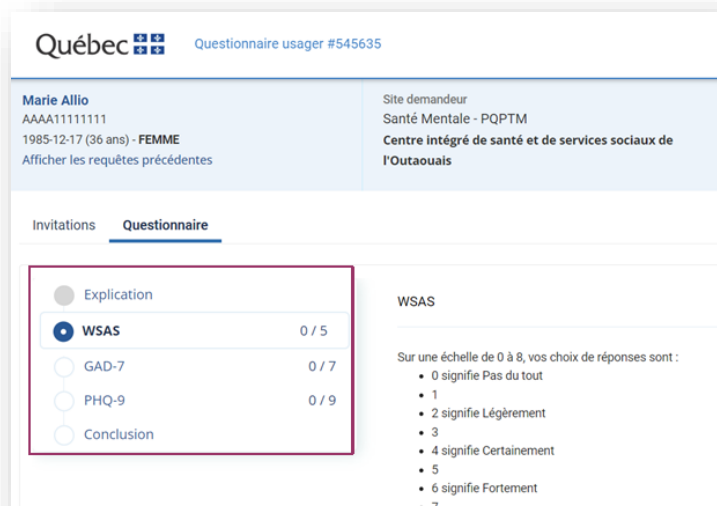 Québec
Questionnaire usager #545635
Marie Allio
AAAA11111111
1985-12-17 (36 ans) - FEMME
Afficher les requêtes précédentes
Site demandeur
Santé Mentale - PQPTM
Centre intégré de santé et de services sociaux de
l'Outaouais
Invitations
Questionnaire
Explication
WSAS 0 / 5
GAD-7 0 / 7
PHQ-9 0 / 9
Conclusion
WSAS
Sur une échelle de 0 à 8, vos choix de réponses sont :
• 0 signifie Pas du tout
• 1
• 2 signifie Légèrement
• 3
• 4 signifie Certainement
• 5
• 6 signifie Fortement